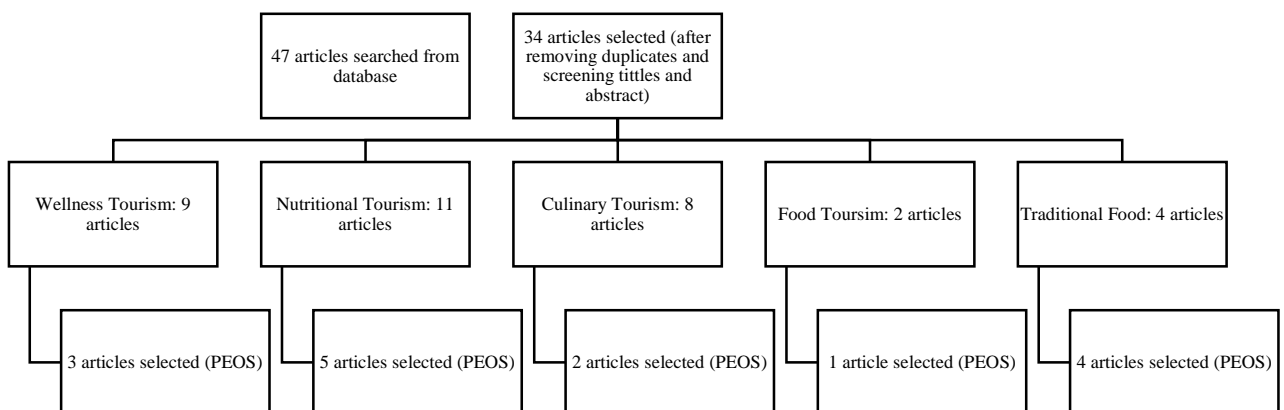 47 articles searched from
database
34 articles selected (after
removing duplicates and
screening tittles and
abstract)
Wellness Tourism: 9
articles
Nutritional Tourism: 11
articles
Culinary Tourism: 8
articles
Food Toursim: 2 articles
Traditional Food: 4 articles
3 articles selected (PEOS)
5 articles selected (PEOS)
2 articles selected (PEOS)
1 article selected (PEOS)
4 articles selected (PEOS)